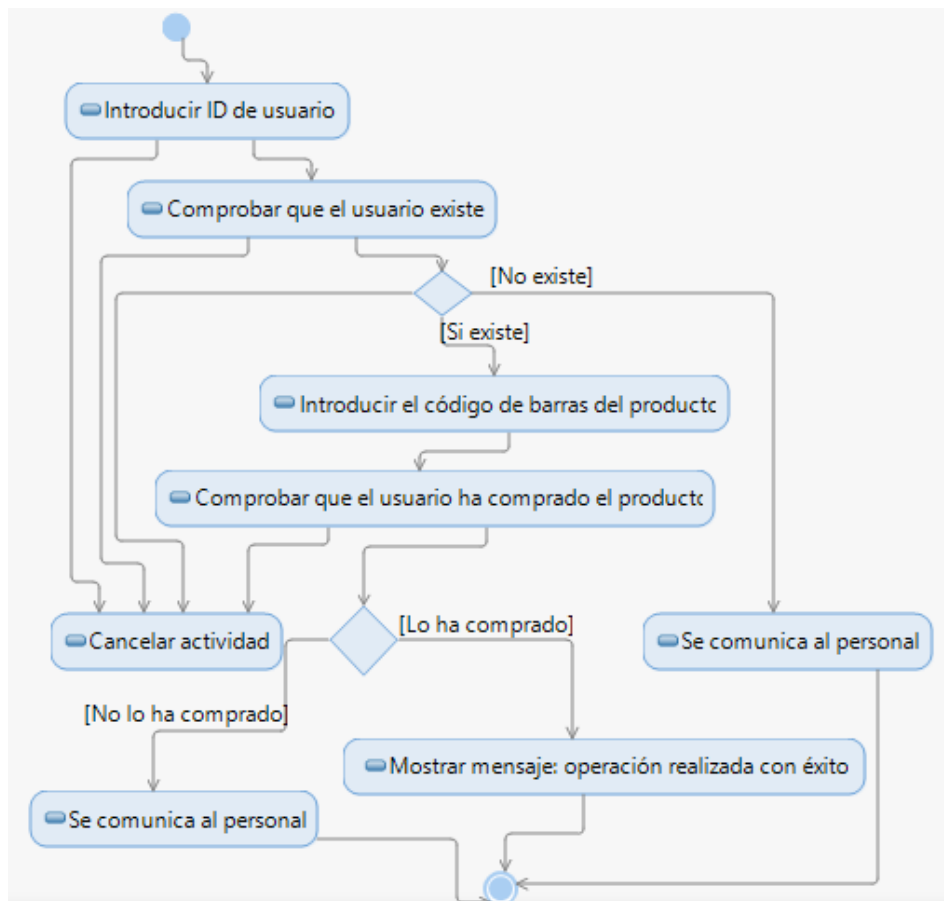 Introducir ID de usuario
Comprobar que el usuario existe
[No existe]
[Si existe]
Introducir el código de barras del producto
Comprobar que el usuario ha comprado el producto
[Lo ha comprado]
Cancelar actividad
Se comunica al personal
[No lo ha comprado]
Mostrar mensaje: operación realizada con éxito
Se comunica al personal